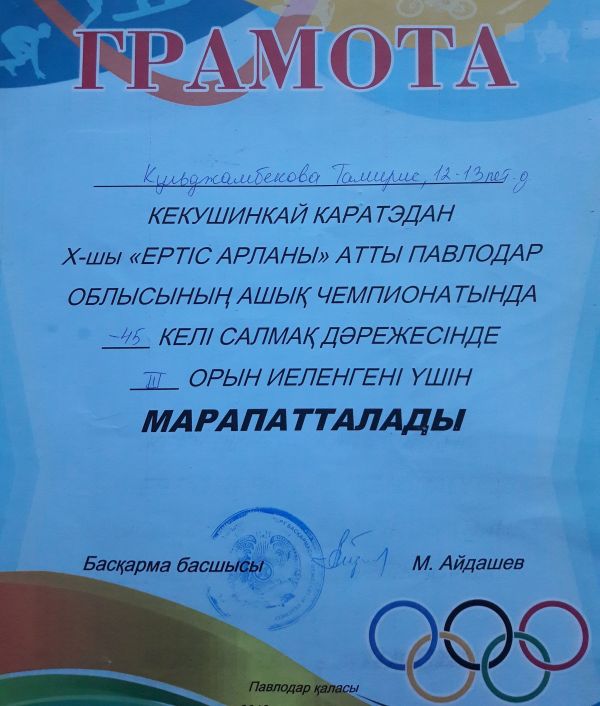 ГРАМОТА
Кульджамбекова Томирис, 12-13 лет. д
КЕКУШИНКАЙ КАРАТЭДАН
Х-шы «ЕРТІС АРЛАНЫ» АТТЫ ПАВЛОДАР
ОБЛЫСЫНЫҢ АШЫҚ ЧЕМПИОНАТЫНДА
-45 КЕЛІ САЛМАҚ ДӘРЕЖЕСІНДЕ
III ОРЫН ИЕЛЕНГЕНІ ҮШІН
МАРАПАТТАЛАДЫ
Басқарма басшысы М. Айдашев
Павлодар қаласы